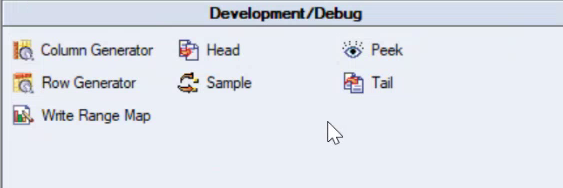 Development/Debug
Column Generator Head Peek
Row Generator Sample Tail
Write Range Map